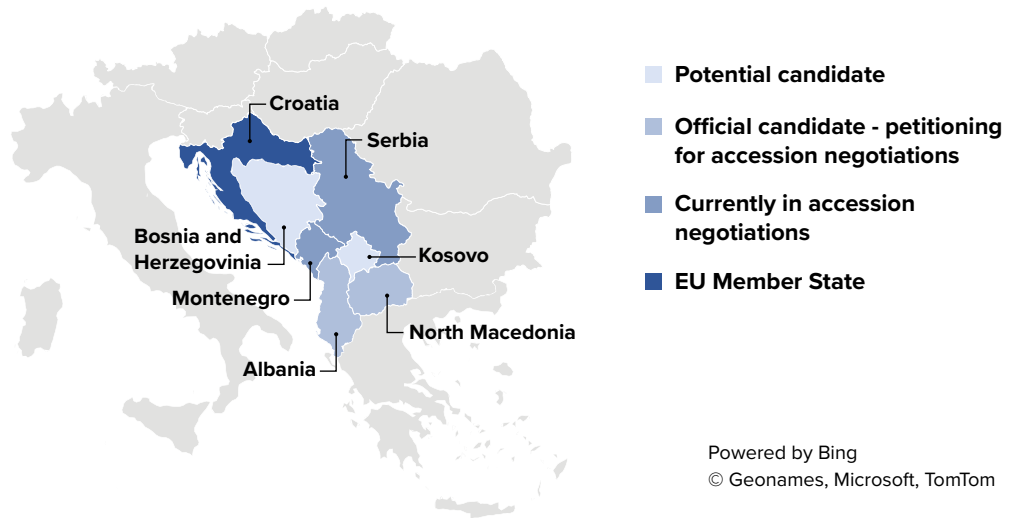 Croatia
Serbia
Bosnia and
Herzegovinia
Kosovo
Montenegro
North Macedonia
Albania
Potential candidate
Official candidate - petitioning
for accession negotiations
Currently in accession
negotiations
EU Member State
Powered by Bing
© Geonames, Microsoft, TomTom